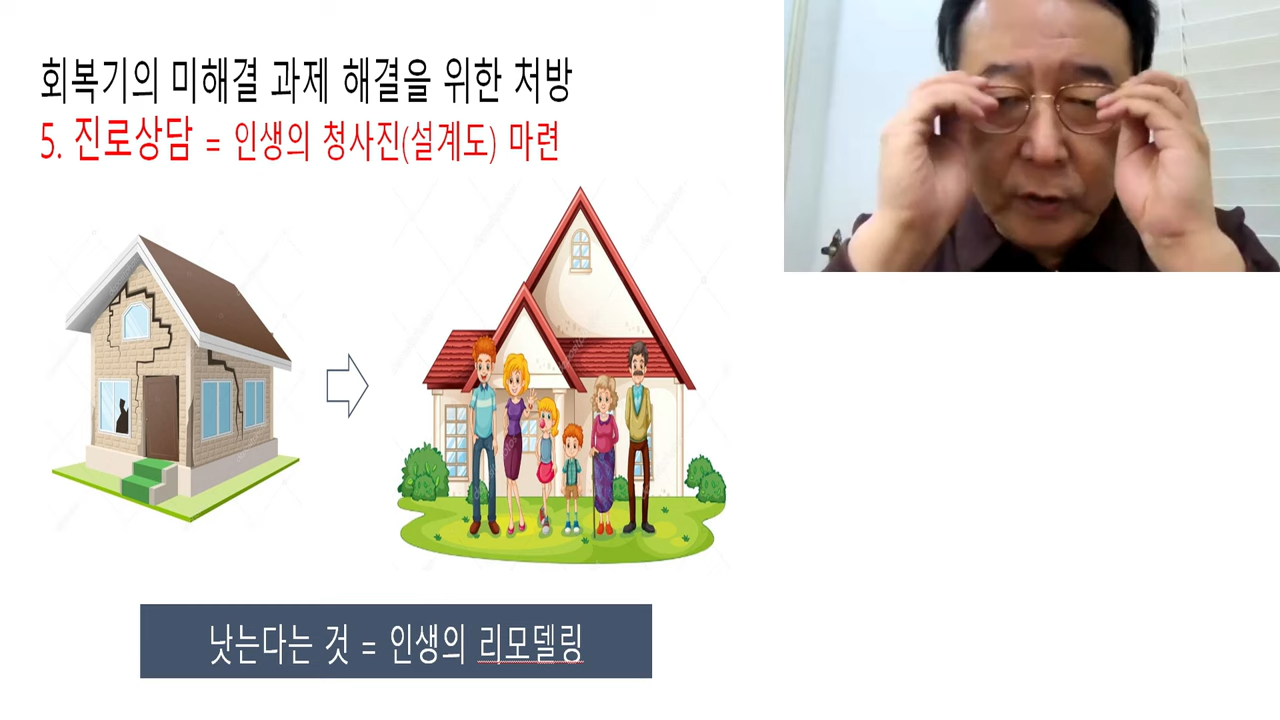 회복기의 미해결 과제 해결을 위한 처방
5. 진로상담 = 인생의 청사진(설계도) 마련
낫는다는 것 = 인생의 리모델링